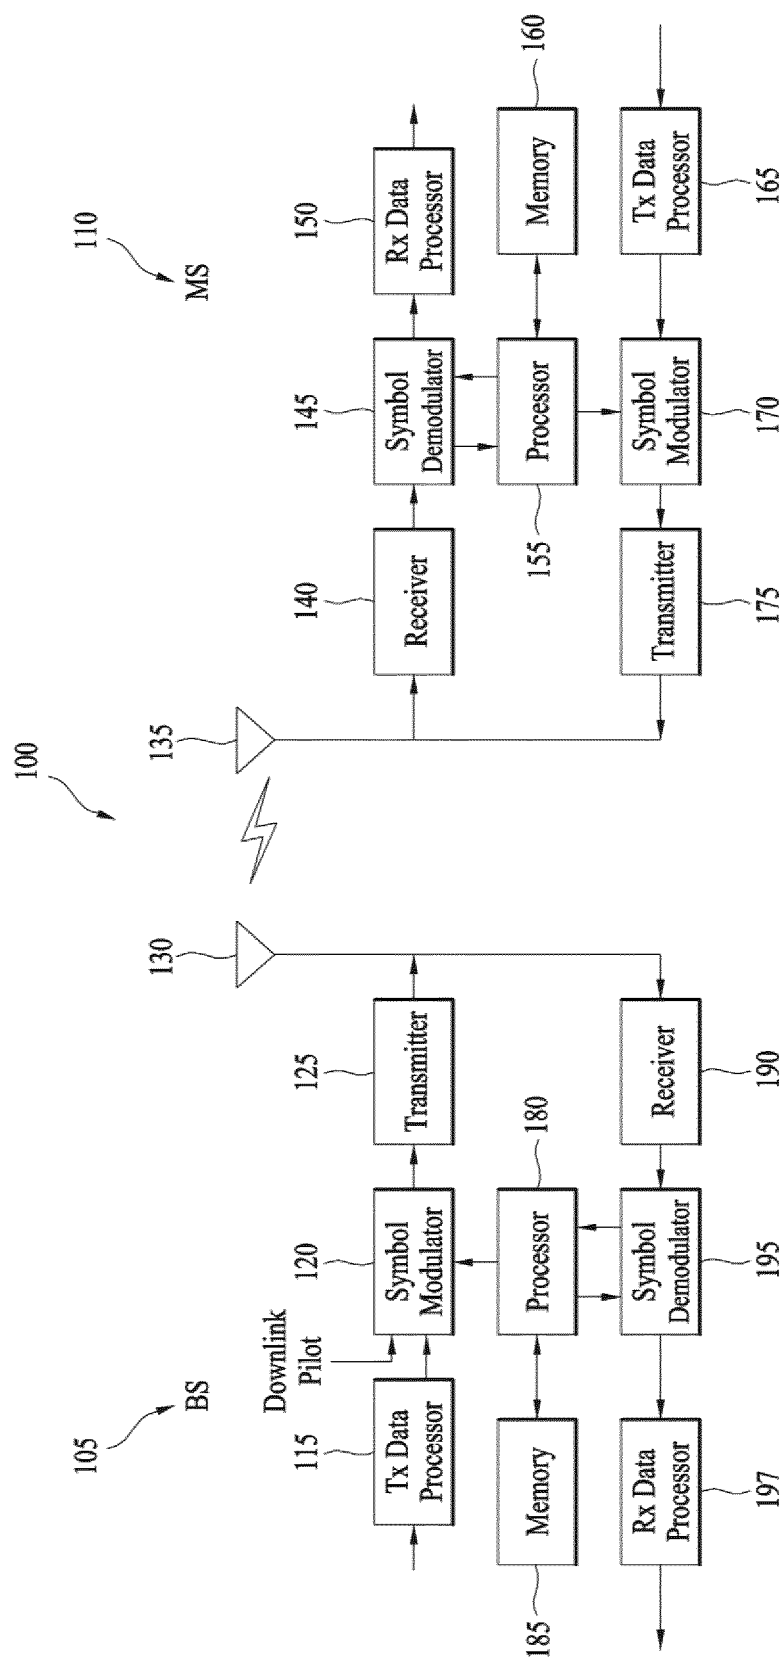 100
105
BS
110
MS
130
135
Downlink
Pilot
115
Tx Data
Processor
120
Symbol
Modulator
125
Transmitter
140
Receiver
145
Symbol
Demodulator
150
Rx Data
Processor
185
Memory
180
Processor
155
Processor
160
Memory
197
Rx Data
Processor
195
Symbol
Demodulator
190
Receiver
175
Transmitter
170
Symbol
Modulator
165
Tx Data
Processor